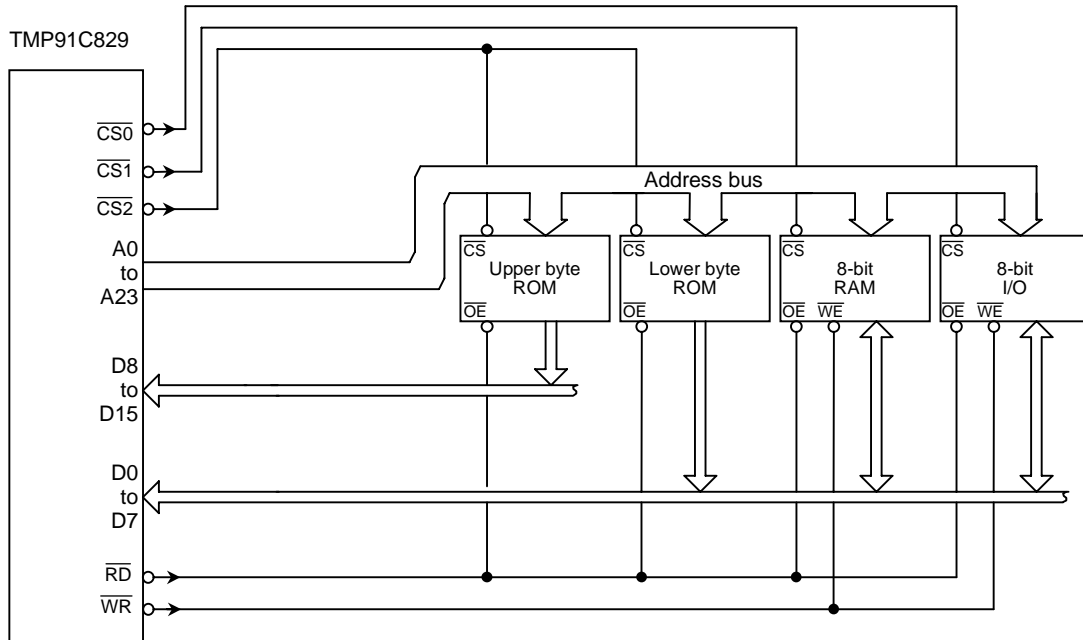 TMP91C829
CS0
CS1
CS2
A0
to
A23
D8
to
D15
D0
to
D7
RD
WR
Address bus
CS
Upper byte
ROM
OE
CS
Lower byte
ROM
OE
CS
8-bit
RAM
OE WE
CS
8-bit
I/O
OE WE